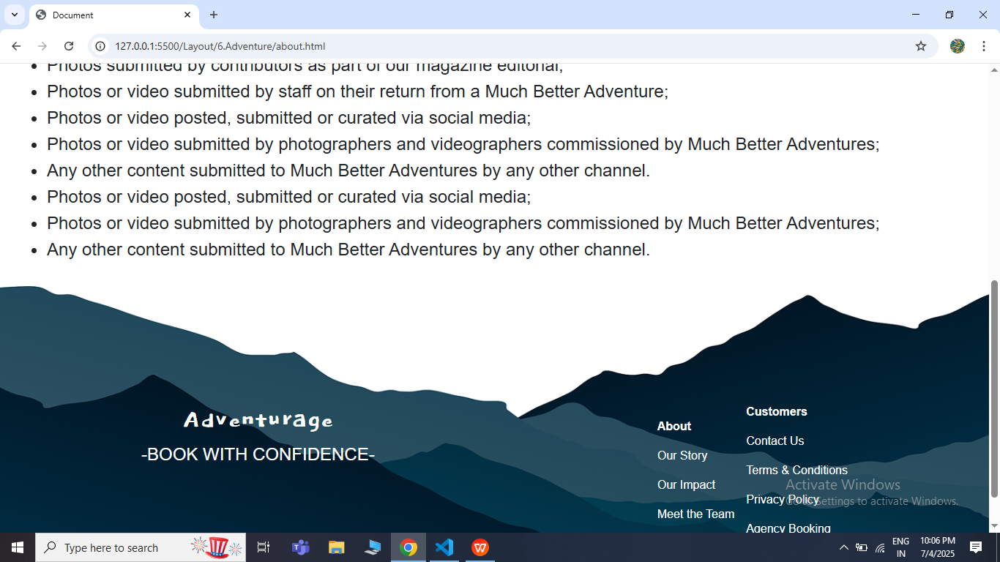 Document
127.0.0.1:5500/Layout/6.Adventure/about.html
Photos submitted by contributors as part of our magazine editorial;
Photos or video submitted by staff on their return from a Much Better Adventure;
Photos or video posted, submitted or curated via social media;
Photos or video submitted by photographers and videographers commissioned by Much Better Adventures;
Any other content submitted to Much Better Adventures by any other channel.
Photos or video posted, submitted or curated via social media;
Photos or video submitted by photographers and videographers commissioned by Much Better Adventures;
Any other content submitted to Much Better Adventures by any other channel.
Adventurage
-BOOK WITH CONFIDENCE-
About
Our Story
Our Impact
Meet the Team
Customers
Contact Us
Terms & Conditions
Privacy Policy
Agency Booking
Activate Windows
Go to Settings to activate Windows.
Type here to search
ENG
IN
10:06 PM
7/4/2025